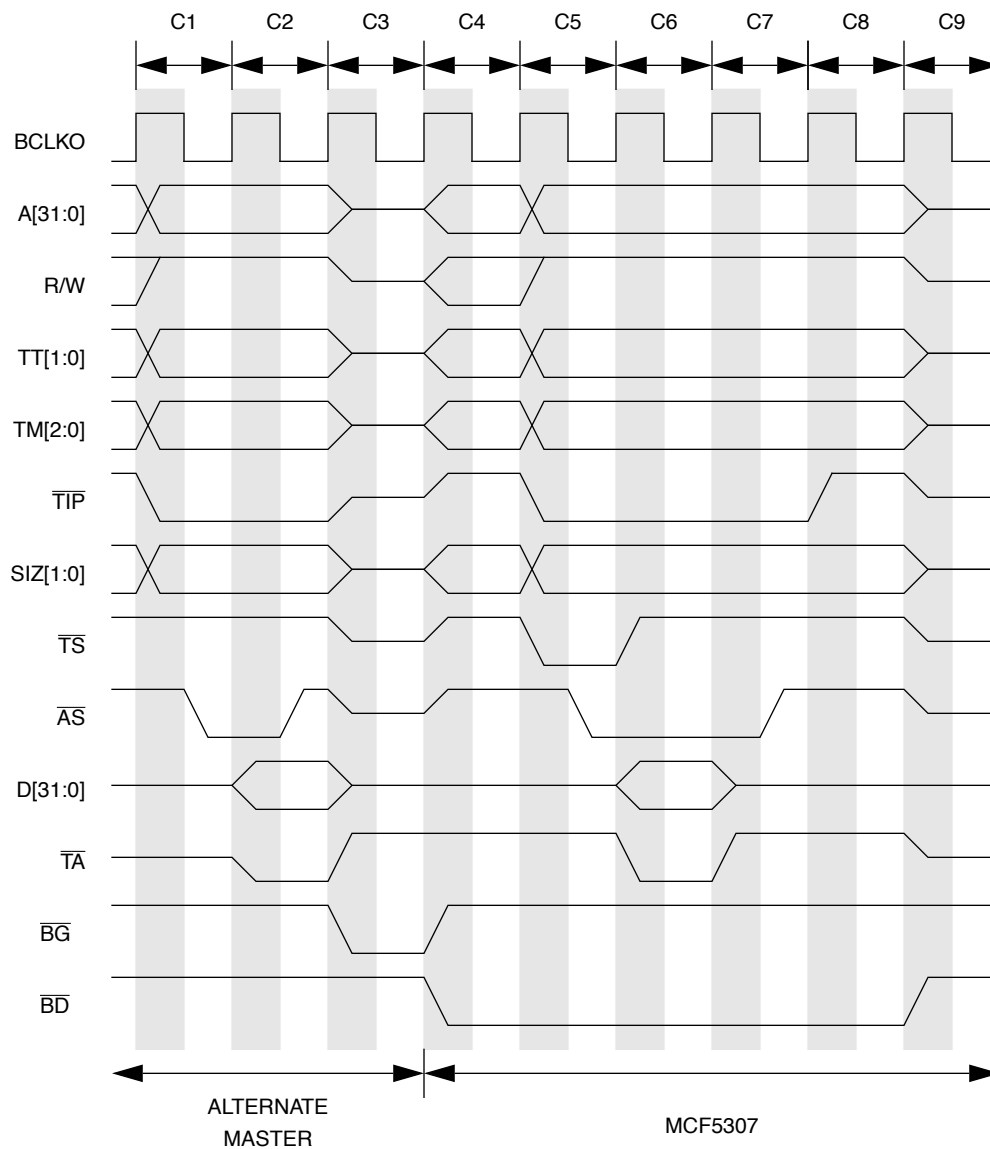 C1 C2 C3 C4 C5 C6 C7 C8 C9
BCLKO
A[31:0]
R/W
TT[1:0]
TM[2:0]
TIP
SIZ[1:0]
TS
AS
D[31:0]
TA
BG
BD
ALTERNATE
MASTER
MCF5307